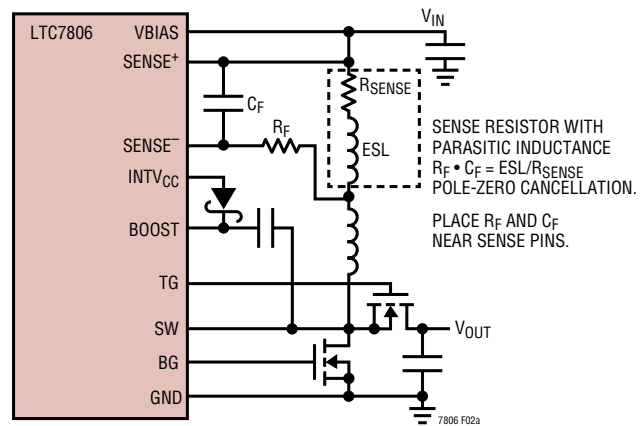 LTC7806
VBIAS
SENSE+
SENSE–
INTVCC
BOOST
TG
SW
BG
GND
CF
RF
VIN
RSENSE
ESL
SENSE RESISTOR WITH
PARASITIC INDUCTANCE
RF • CF = ESL/RSENSE
POLE-ZERO CANCELLATION.
PLACE RF AND CF
NEAR SENSE PINS.
VOUT
7806 F02a